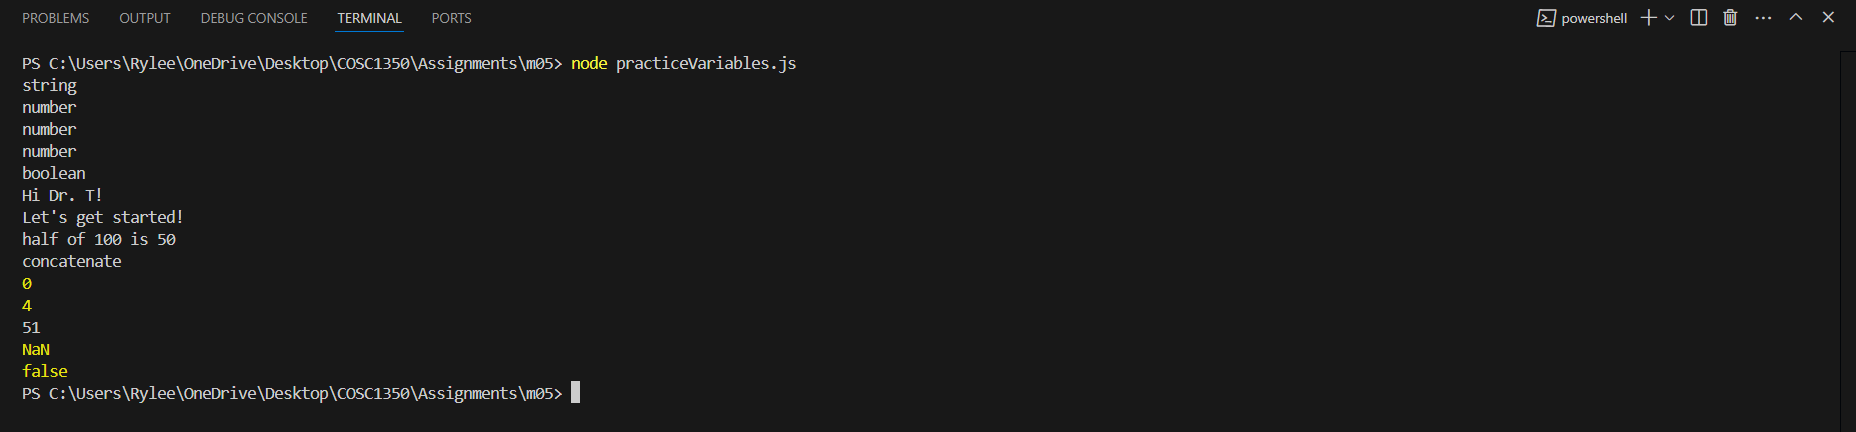 PROBLEMS OUTPUT DEBUG CONSOLE TERMINAL PORTS powershell
PS C:\Users\Rylee\OneDrive\Desktop\COSC1350\Assignments\m05> node practiceVariables.js
string
number
number
number
boolean
Hi Dr. T!
Let's get started!
half of 100 is 50
concatenate
0
4
51
NaN
false
PS C:\Users\Rylee\OneDrive\Desktop\COSC1350\Assignments\m05>